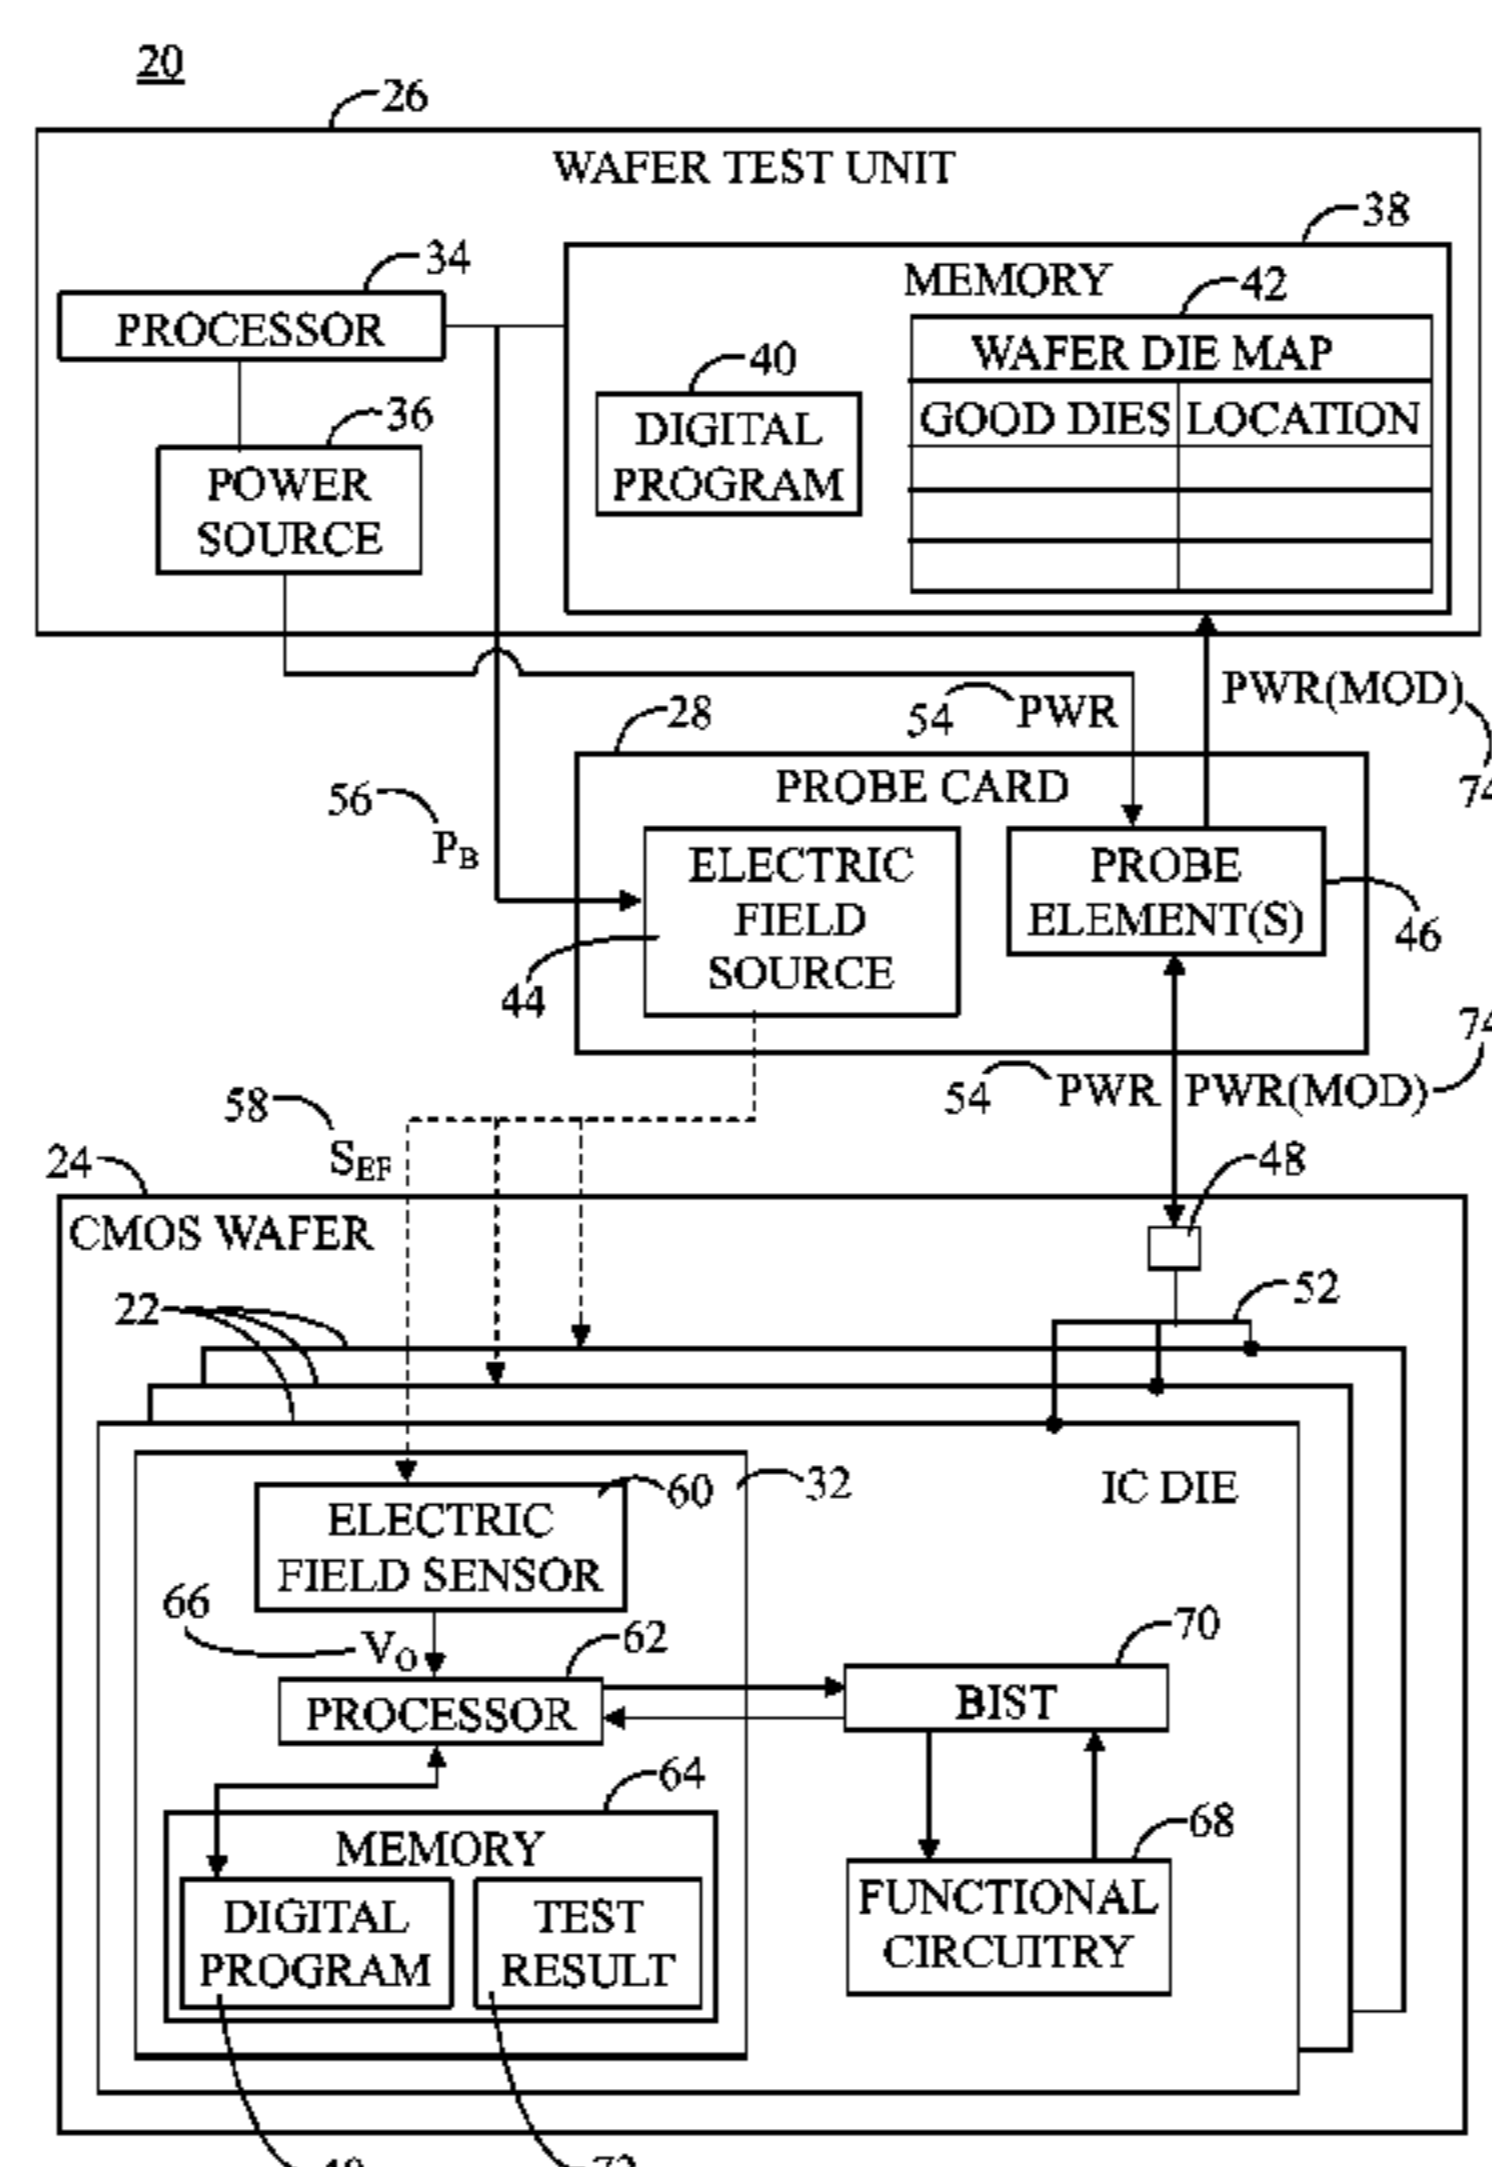 20
26
WAFER TEST UNIT
38
34
MEMORY
42
PROCESSOR
WAFER DIE MAP
40
GOOD DIES
LOCATION
36
DIGITAL
PROGRAM
POWER
SOURCE
PWR(MOD)
28
54
PWR
74
PROBE CARD
56
PB
ELECTRIC
FIELD
SOURCE
PROBE
ELEMENT(S)
46
44
74
54
PWR
PWR(MOD)
58
SEF
24
48
CMOS WAFER
52
22
32
60
IC DIE
ELECTRIC
FIELD SENSOR
66
VO
62
70
PROCESSOR
BIST
64
68
MEMORY
FUNCTIONAL
CIRCUITRY
DIGITAL
PROGRAM
TEST
RESULT